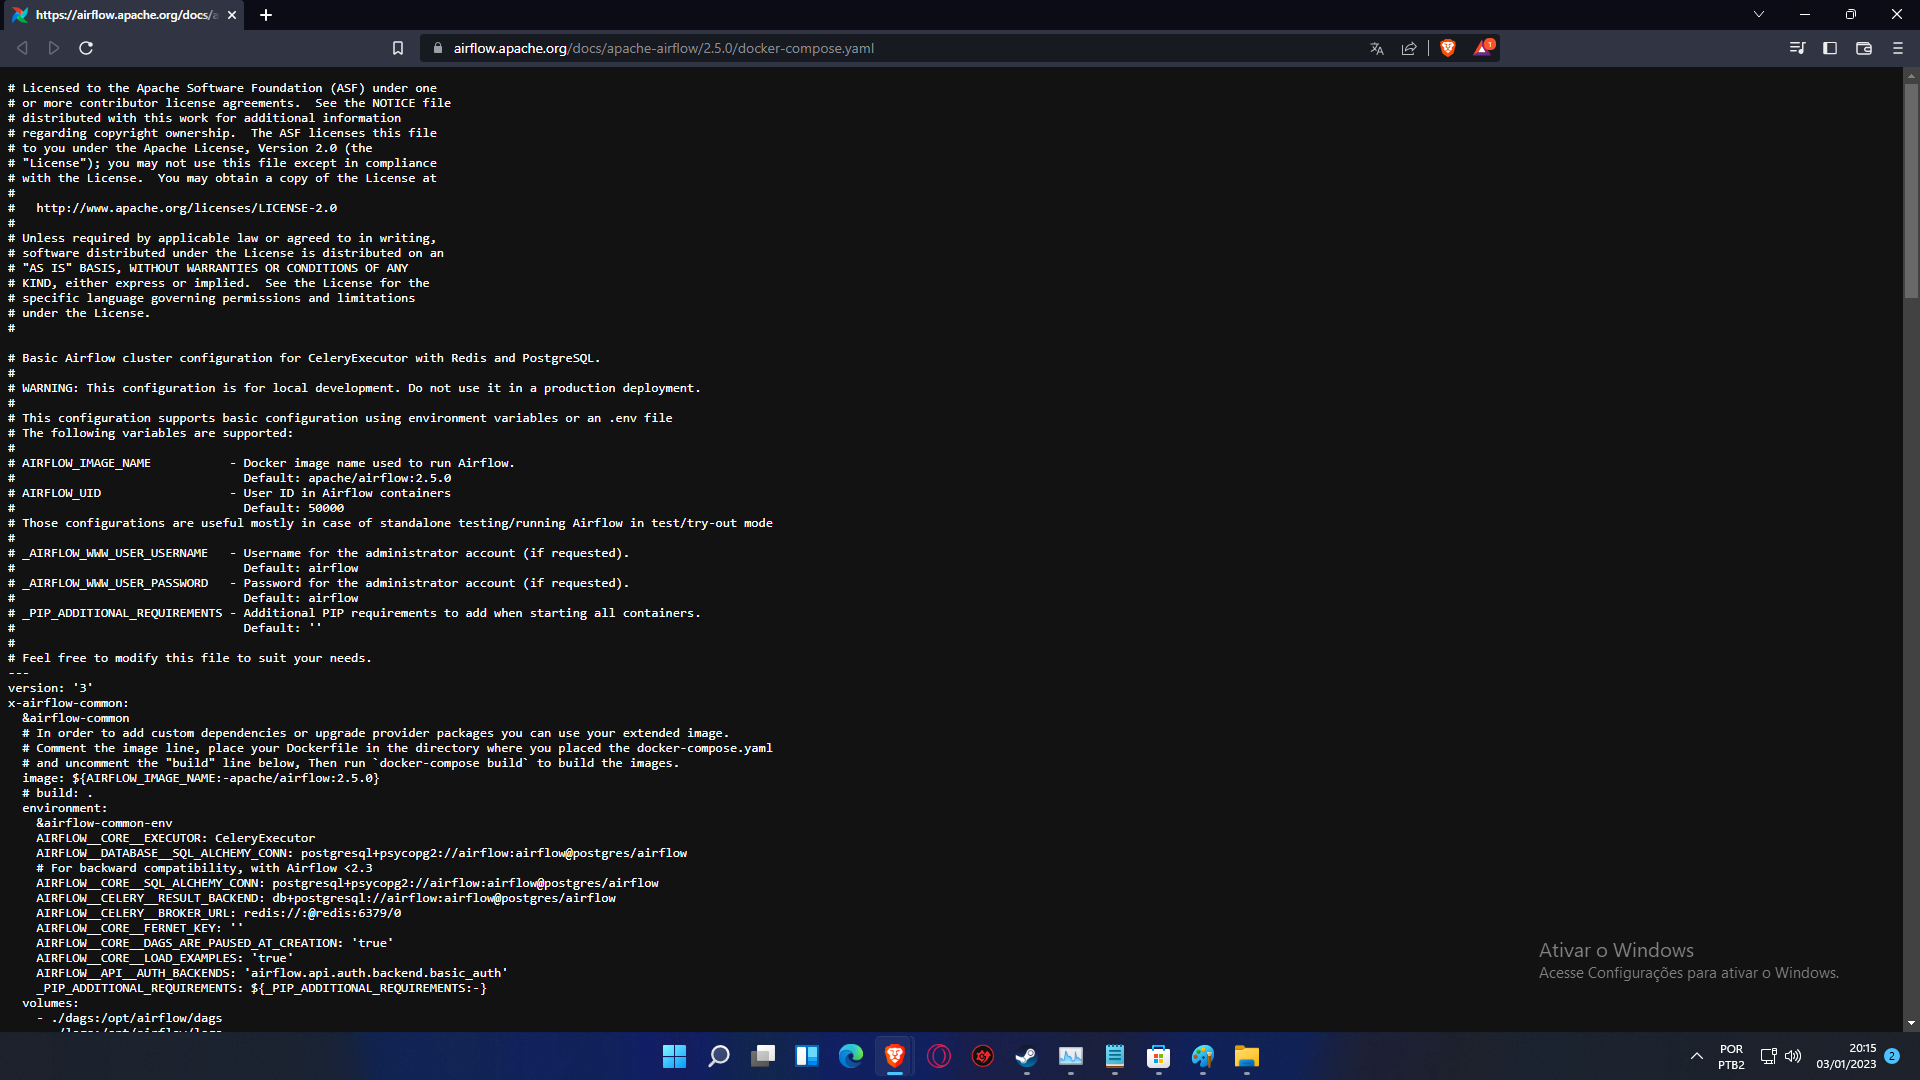 https://airflow.apache.org/docs/a
airflow.apache.org/docs/apache-airflow/2.5.0/docker-compose.yaml
1
# Licensed to the Apache Software Foundation (ASF) under one
# or more contributor license agreements.  See the NOTICE file
# distributed with this work for additional information
# regarding copyright ownership.  The ASF licenses this file
# to you under the Apache License, Version 2.0 (the
# "License"); you may not use this file except in compliance
# with the License.  You may obtain a copy of the License at
#
#   http://www.apache.org/licenses/LICENSE-2.0
#
# Unless required by applicable law or agreed to in writing,
# software distributed under the License is distributed on an
# "AS IS" BASIS, WITHOUT WARRANTIES OR CONDITIONS OF ANY
# KIND, either express or implied.  See the License for the
# specific language governing permissions and limitations
# under the License.
#
# Basic Airflow cluster configuration for CeleryExecutor with Redis and PostgreSQL.
#
# WARNING: This configuration is for local development. Do not use it in a production deployment.
#
# This configuration supports basic configuration using environment variables or an .env file
# The following variables are supported:
#
# AIRFLOW_IMAGE_NAME           - Docker image name used to run Airflow.
#                                Default: apache/airflow:2.5.0
# AIRFLOW_UID                  - User ID in Airflow containers
#                                Default: 50000
# Those configurations are useful mostly in case of standalone testing/running Airflow in test/try-out mode
#
# _AIRFLOW_WWW_USER_USERNAME   - Username for the administrator account (if requested).
#                                Default: airflow
# _AIRFLOW_WWW_USER_PASSWORD   - Password for the administrator account (if requested).
#                                Default: airflow
# _PIP_ADDITIONAL_REQUIREMENTS - Additional PIP requirements to add when starting all containers.
#                                Default: ''
#
# Feel free to modify this file to suit your needs.
---
version: '3'
x-airflow-common:
  &airflow-common
  # In order to add custom dependencies or upgrade provider packages you can use your extended image.
  # Comment the image line, place your Dockerfile in the directory where you placed the docker-compose.yaml
  # and uncomment the "build" line below, Then run `docker-compose build` to build the images.
  image: ${AIRFLOW_IMAGE_NAME:-apache/airflow:2.5.0}
  # build: .
  environment:
    &airflow-common-env
    AIRFLOW__CORE__EXECUTOR: CeleryExecutor
    AIRFLOW__DATABASE__SQL_ALCHEMY_CONN: postgresql+psycopg2://airflow:airflow@postgres/airflow
    # For backward compatibility, with Airflow <2.3
    AIRFLOW__CORE__SQL_ALCHEMY_CONN: postgresql+psycopg2://airflow:airflow@postgres/airflow
    AIRFLOW__CELERY__RESULT_BACKEND: db+postgresql://airflow:airflow@postgres/airflow
    AIRFLOW__CELERY__BROKER_URL: redis://:@redis:6379/0
    AIRFLOW__CORE__FERNET_KEY: ''
    AIRFLOW__CORE__DAGS_ARE_PAUSED_AT_CREATION: 'true'
    AIRFLOW__CORE__LOAD_EXAMPLES: 'true'
    AIRFLOW__API__AUTH_BACKENDS: 'airflow.api.auth.backend.basic_auth'
    _PIP_ADDITIONAL_REQUIREMENTS: ${_PIP_ADDITIONAL_REQUIREMENTS:-}
  volumes:
    - ./dags:/opt/airflow/dags
Ativar o Windows
Acesse Configurações para ativar o Windows.
POR
PTB2
20:15
03/01/2023
2